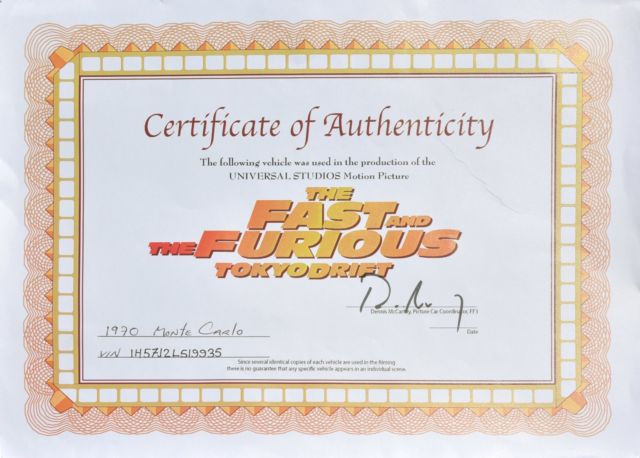 Certificate of Authenticity
The following vehicle was used in the production of the
UNIVERSAL STUDIOS Motion Picture
THE
FAST AND
THE FURIOUS
TOKYO DRIFT
Dennis McCarthy, Picture Car Coordinator, FF3
Date
1970 Monte Carlo
VIN 1H5712L519935
Since several identical copies of each vehicle are used in the filming
there is no guarantee that any specific vehicle appears in an individual scene.